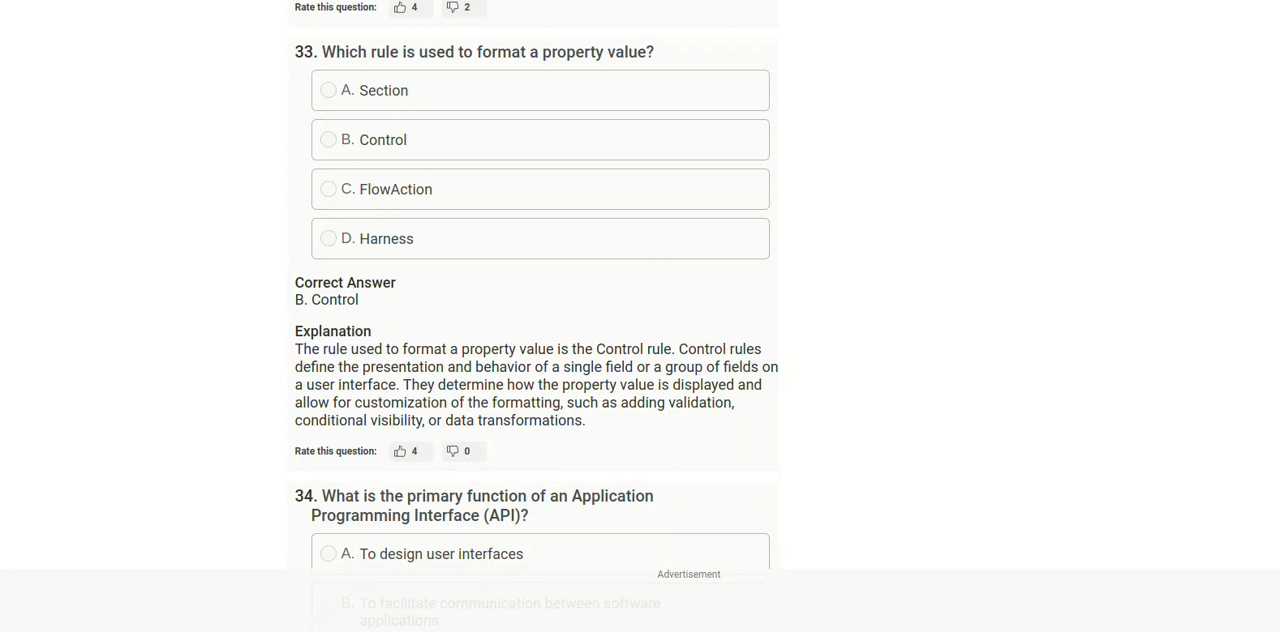 Rate this question: 4 2
33. Which rule is used to format a property value?
A. Section
B. Control
C. FlowAction
D. Harness
Correct Answer
B. Control
Explanation
The rule used to format a property value is the Control rule. Control rules
define the presentation and behavior of a single field or a group of fields on
a user interface. They determine how the property value is displayed and
allow for customization of the formatting, such as adding validation,
conditional visibility, or data transformations.
Rate this question: 4 0
34. What is the primary function of an Application
Programming Interface (API)?
A. To design user interfaces
Advertisement
B. To facilitate communication between software
applications